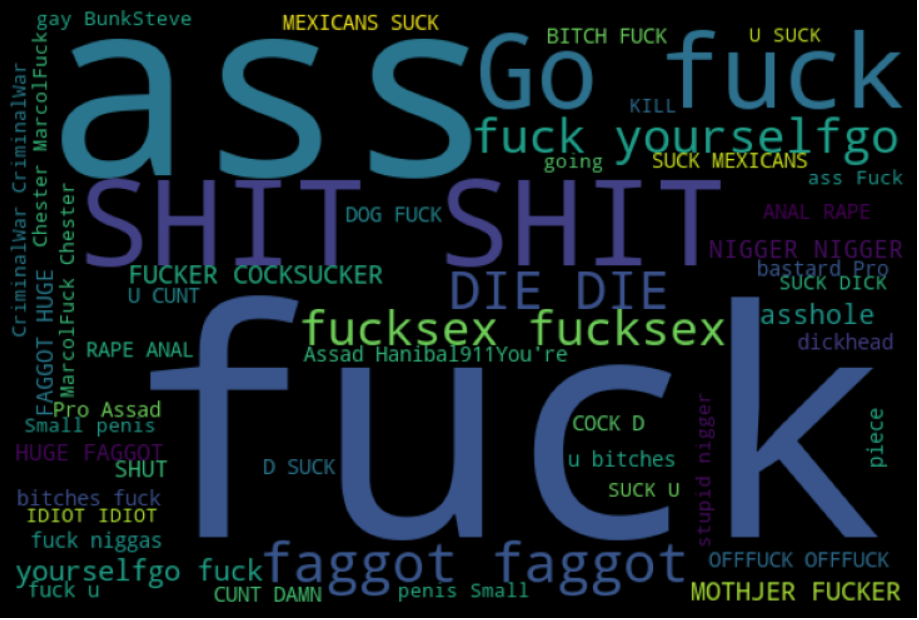 gay BunkSteve
MEXICANS SUCK
BITCH FUCK
U SUCK
ass
Go fuck
KILL
fuck yourselfgo
going
SUCK MEXICANS
ass Fuck
CriminalWar CriminalWar
Chester MarcolFuck
MarcolFuck Chester
SHIT SHIT
DOG FUCK
ANAL RAPE
NIGGER NIGGER
FUCKER COCKSUCKER
bastard Pro
U CUNT
DIE DIE
SUCK DICK
FAGGOT HUGE
fucksex fucksex
asshole
RAPE ANAL
Assad Hanibal911You're
dickhead
fuck
Pro Assad
Small penis
COCK D
piece
HUGE FAGGOT
SHUT
D SUCK
u bitches
stupid nigger
bitches fuck
SUCK U
IDIOT IDIOT
fuck niggas
faggot faggot
OFFFUCK OFFFUCK
yourselfgo fuck
fuck u
CUNT DAMN
penis Small
MOTHJER FUCKER